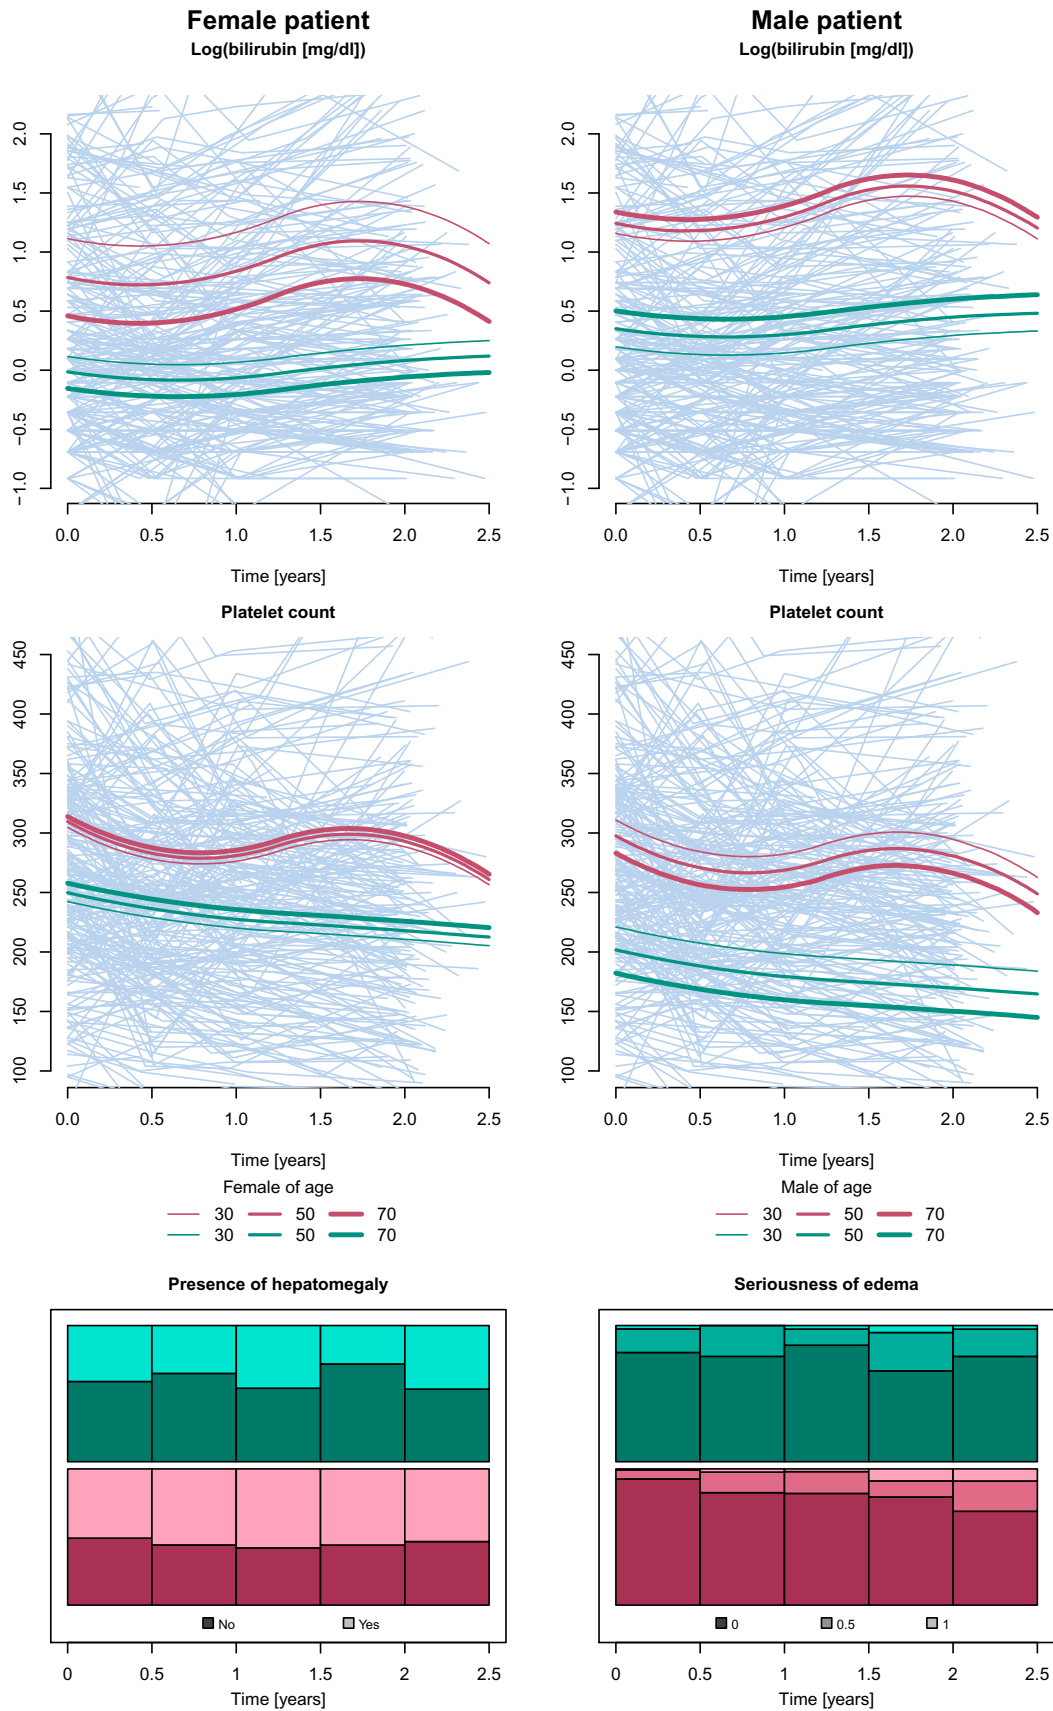 Female patient
Log(bilirubin [mg/dl])
2.0
1.5
1.0
0.5
0.0
−0.5
−1.0
0.0 0.5 1.0 1.5 2.0 2.5
Time [years]
Male patient
Log(bilirubin [mg/dl])
2.0
1.5
1.0
0.5
0.0
−0.5
−1.0
0.0 0.5 1.0 1.5 2.0 2.5
Time [years]
Platelet count
450
400
350
300
250
200
150
100
0.0 0.5 1.0 1.5 2.0 2.5
Time [years]
Female of age
30 50 70
30 50 70
Platelet count
450
400
350
300
250
200
150
100
0.0 0.5 1.0 1.5 2.0 2.5
Time [years]
Male of age
30 50 70
30 50 70
Presence of hepatomegaly
No Yes
0 0.5 1 1.5 2 2.5
Time [years]
Seriousness of edema
0 0.5 1
0 0.5 1 1.5 2 2.5
Time [years]